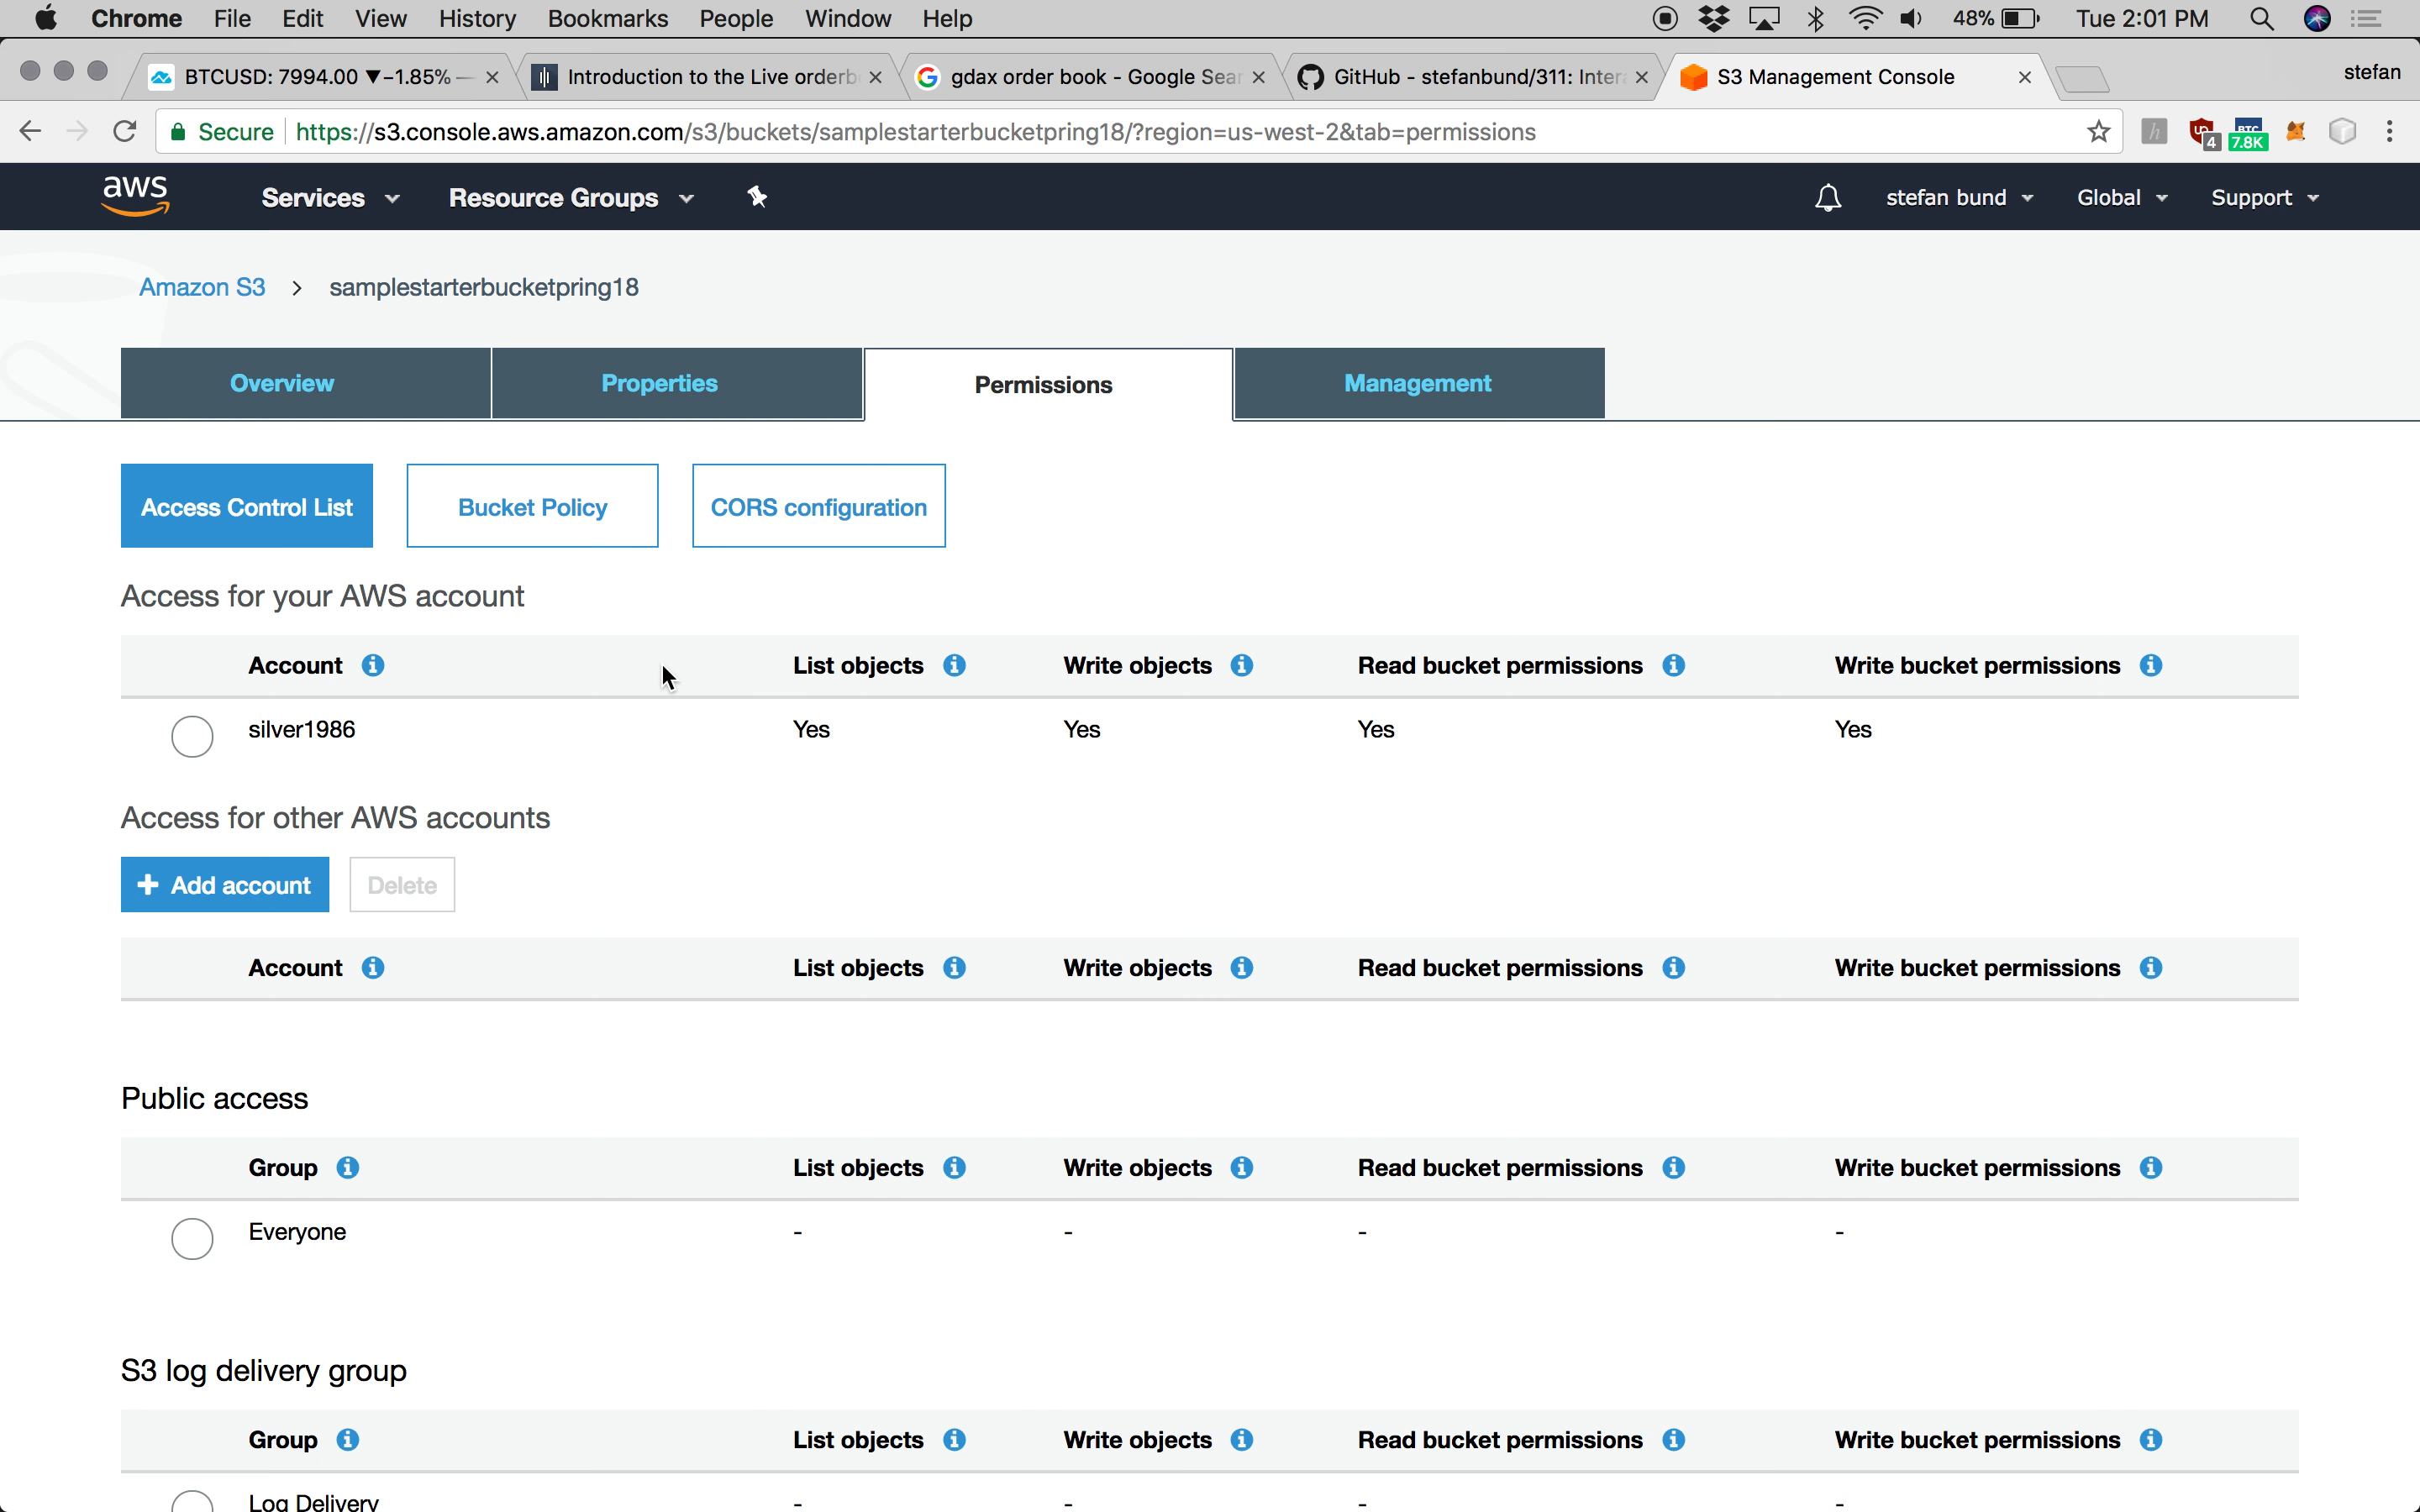 Chrome File Edit View History Bookmarks People Window Help 48% Tue 2:01 PM
BTCUSD: 7994.00 ▼−1.85% — Introduction to the Live orderb gdax order book - Google Sear GitHub - stefanbund/311: Inter S3 Management Console stefan
Secure https://s3.console.aws.amazon.com/s3/buckets/samplestarterbucketpring18/?region=us-west-2&tab=permissions h 4 BTC 7.8K
aws Services Resource Groups stefan bund Global Support
Amazon S3 > samplestarterbucketpring18
Overview Properties Permissions Management
Access Control List Bucket Policy CORS configuration
Access for your AWS account
Account List objects Write objects Read bucket permissions Write bucket permissions
silver1986 Yes Yes Yes Yes
Access for other AWS accounts
+ Add account Delete
Account List objects Write objects Read bucket permissions Write bucket permissions
Public access
Group List objects Write objects Read bucket permissions Write bucket permissions
Everyone - - - -
S3 log delivery group
Group List objects Write objects Read bucket permissions Write bucket permissions
Log Delivery - - - -